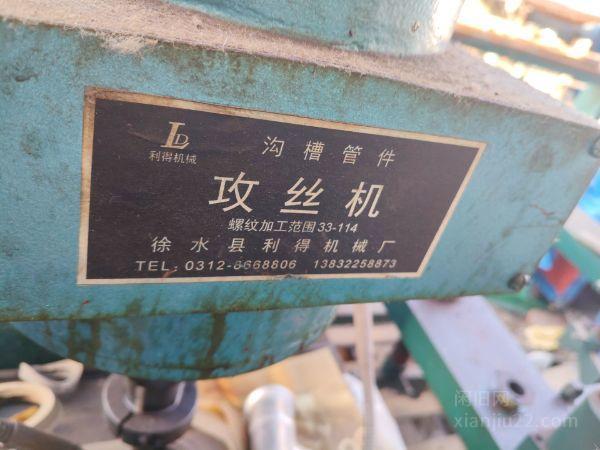 LD
利得机械
沟槽管件
攻丝机
螺纹加工范围33-114
徐水县利得机械厂
TEL: 0312-8668806 13832258873
闲旧网
xianjiu22.com